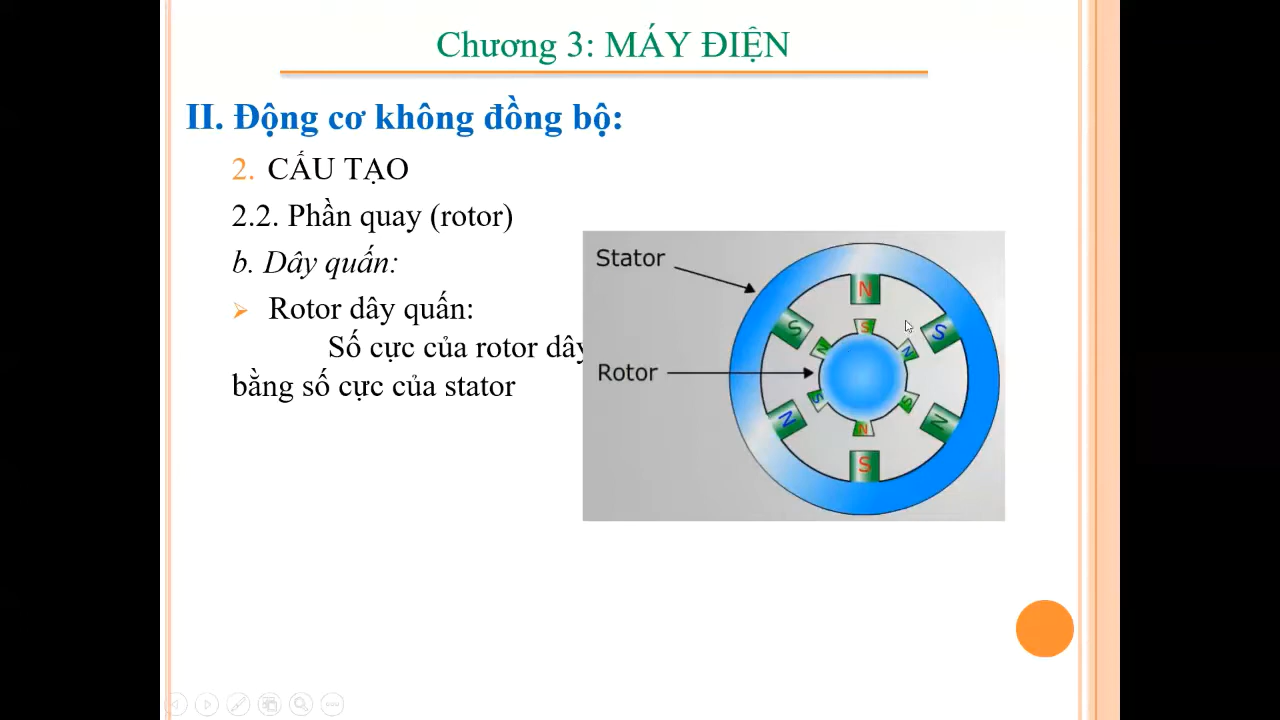 Chương 3: MÁY ĐIỆN
II. Động cơ không đồng bộ:
2. CẤU TẠO
2.2. Phần quay (rotor)
b. Dây quấn:
Rotor dây quấn:
Số cực của rotor dây
bằng số cực của stator
Stator
Rotor
N
S
S
S
N
N
S
S
N
N
N
S